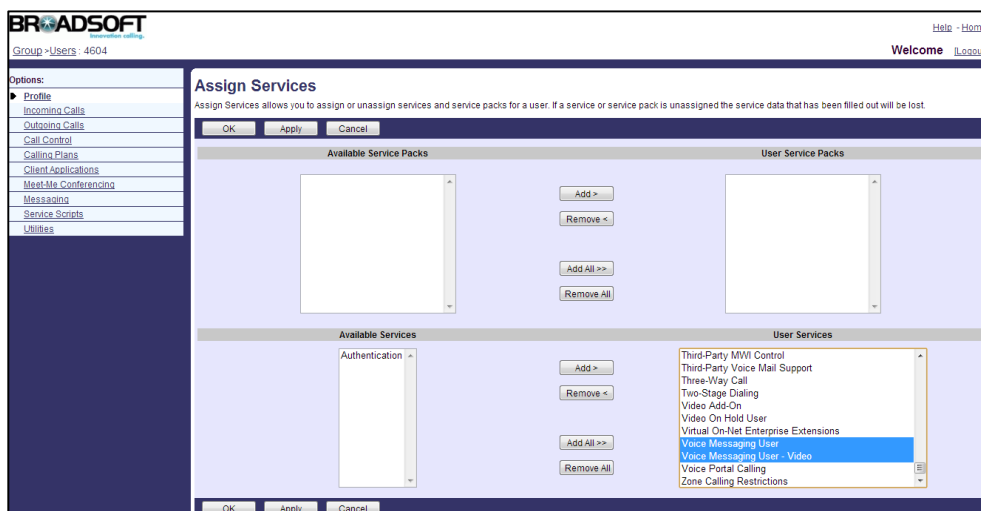 BROADSOFT
innovation calling.
Help - Hom
Group >Users : 4604
Welcome [Logou
Options:
Profile
Incoming Calls
Outgoing Calls
Call Control
Calling Plans
Client Applications
Meet-Me Conferencing
Messaging
Service Scripts
Utilities
Assign Services
Assign Services allows you to assign or unassign services and service packs for a user. If a service or service pack is unassigned the service data that has been filled out will be lost.
OK Apply Cancel
Available Service Packs User Service Packs
Add >
Remove <
Add All >>
Remove All
Available Services User Services
Authentication
Add >
Remove <
Add All >>
Remove All
Third-Party MWI Control
Third-Party Voice Mail Support
Three-Way Call
Two-Stage Dialing
Video Add-On
Video On Hold User
Virtual On-Net Enterprise Extensions
Voice Messaging User
Voice Messaging User - Video
Voice Portal Calling
Zone Calling Restrictions
OK Apply Cancel